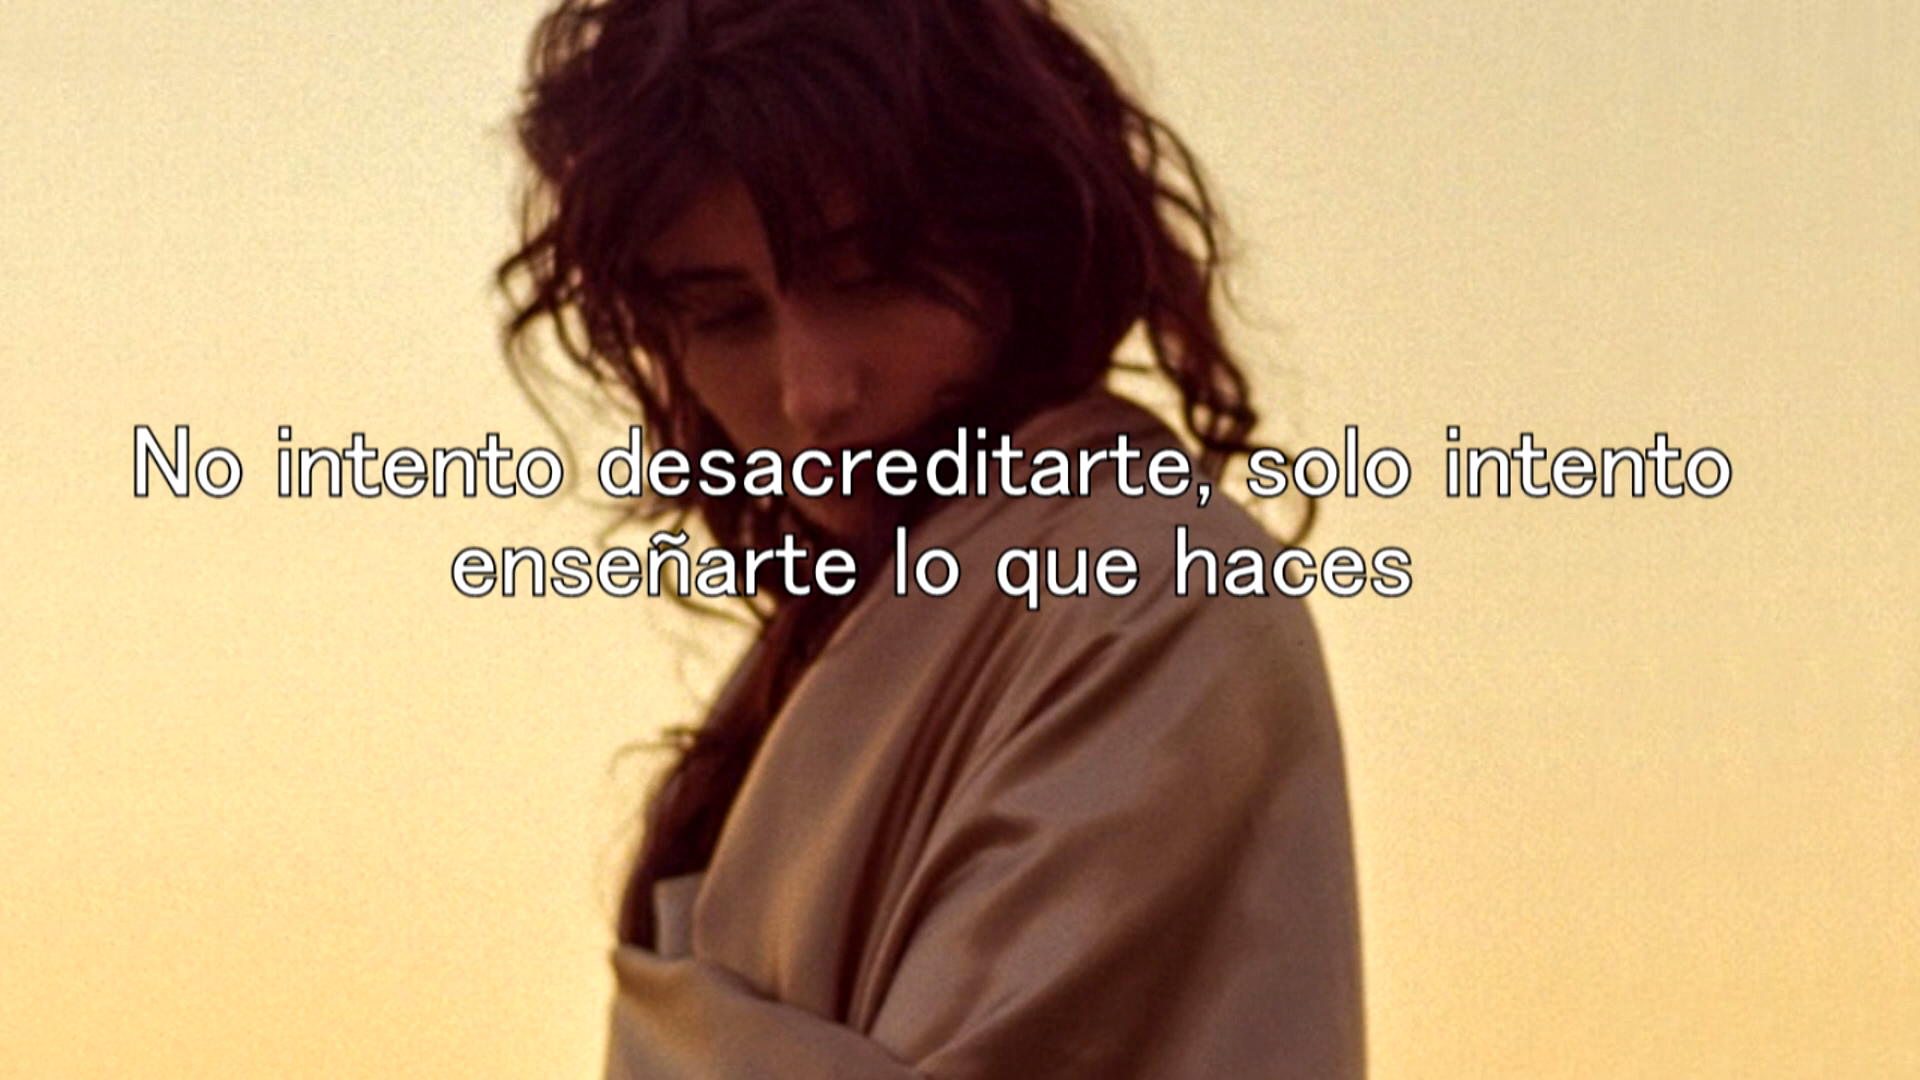 No intento desacreditarte, solo intento
enseñarte lo que haces